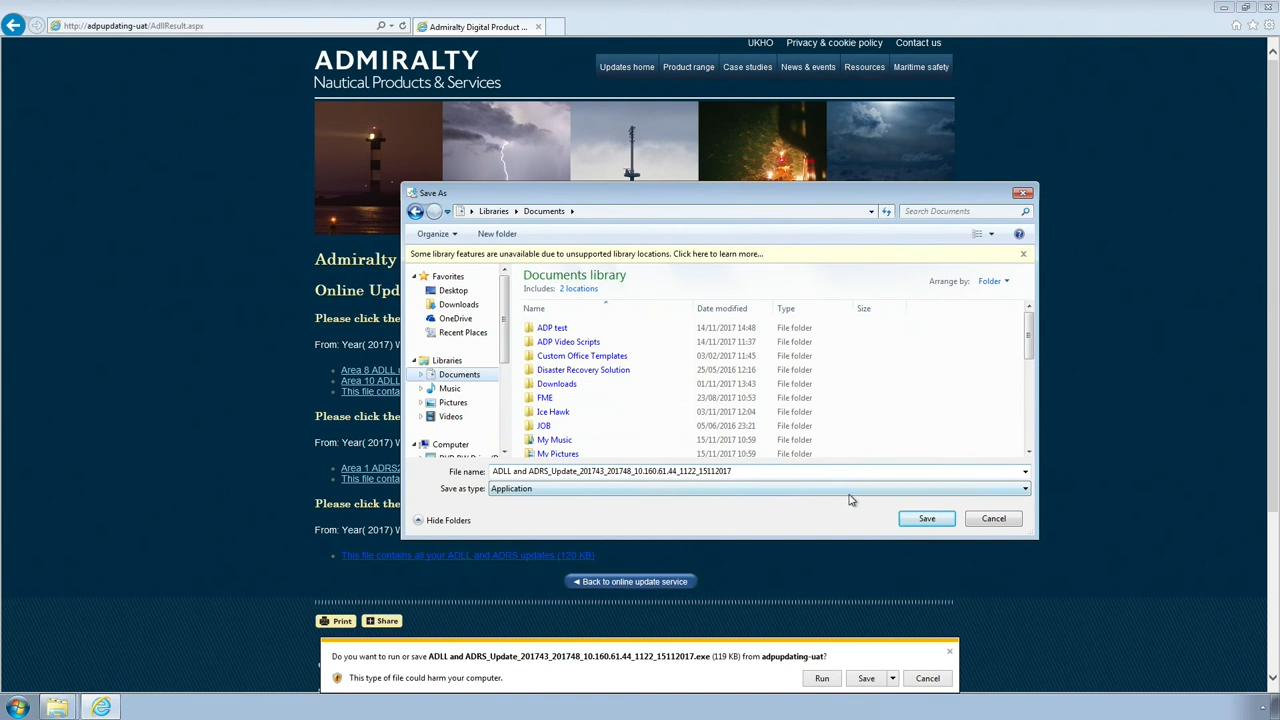 http://adpupdating-uat/AdllResult.aspx
Admiralty Digital Product ...
UKHO Privacy & cookie policy Contact us
ADMIRALTY
Nautical Products & Services
Updates home Product range Case studies News & events Resources Maritime safety
Save As
Libraries Documents
Search Documents
Organize New folder
Some library features are unavailable due to unsupported library locations. Click here to learn more...
Admiralty
Online Upd
Please click the
From: Year( 2017) W
Area 8 ADLL
Area 10 ADLL
This file conta
Please click the
From: Year( 2017) W
Area 1 ADRS2
This file conta
Please click the
From: Year( 2017) W
Favorites
Desktop
Downloads
OneDrive
Recent Places
Libraries
Documents
Music
Pictures
Videos
Computer
Documents library
Includes: 2 locations
Arrange by: Folder
Name Date modified Type Size
ADP test 14/11/2017 14:48 File folder
ADP Video Scripts 14/11/2017 11:37 File folder
Custom Office Templates 03/02/2017 11:45 File folder
Disaster Recovery Solution 25/05/2016 12:16 File folder
Downloads 01/11/2017 13:43 File folder
FME 23/08/2017 10:53 File folder
Ice Hawk 03/11/2017 12:04 File folder
JOB 05/06/2016 23:21 File folder
My Music 15/11/2017 10:59 File folder
My Pictures 15/11/2017 10:59 File folder
File name: ADLL and ADRS_Update_201743_201748_10.160.61.44_1122_15112017
Save as type: Application
Hide Folders Save Cancel
This file contains all your ADLL and ADRS updates (120 KB)
Back to online update service
Print Share
Do you want to run or save ADLL and ADRS_Update_201743_201748_10.160.61.44_1122_15112017.exe (119 KB) from adpupdating-uat?
This type of file could harm your computer.
Run Save Cancel